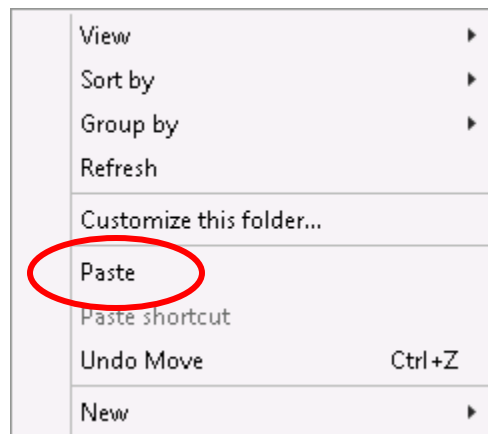 View
Sort by
Group by
Refresh
Customize this folder...
Paste
Paste shortcut
Undo Move Ctrl+Z
New